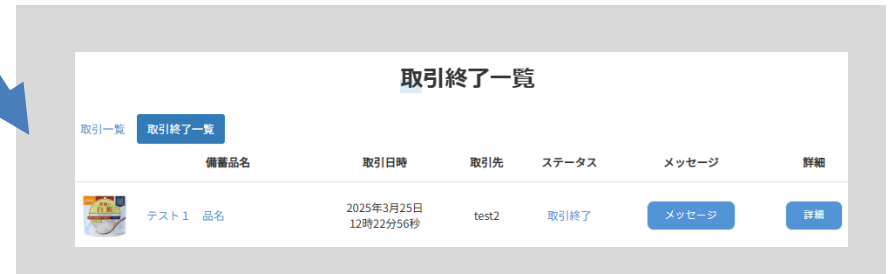 取引終了一覧
取引一覧 取引終了一覧
備蓄品名 取引日時 取引先 ステータス メッセージ 詳細
テスト1 品名 2025年3月25日 12時22分56秒 test2 取引終了 メッセージ 詳細
白飯